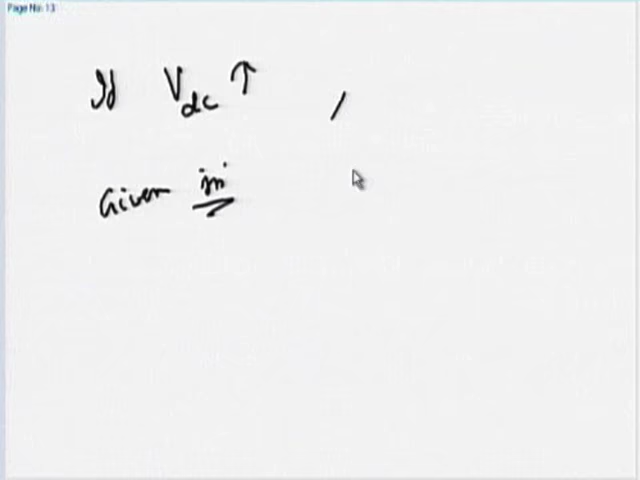 Page No: 13
If Vdc ↑ ,
Given "m"